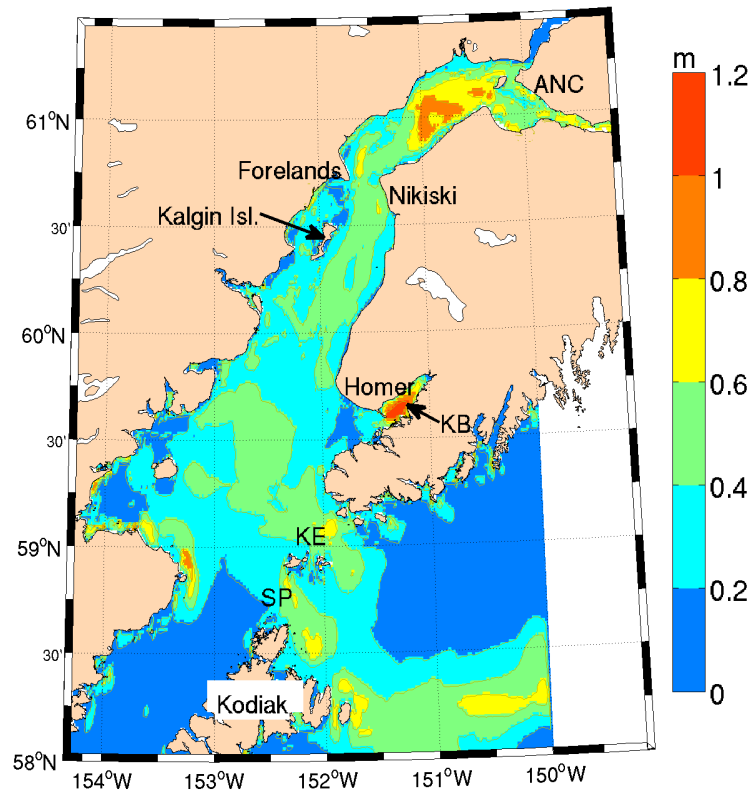 m
1.2
ANC
1
61°N
Forelands
Nikiski
Kalgin Isl.
30'
0.8
60°N
0.6
Homer
KB
30'
0.4
KE
59°N
0.2
SP
30'
0
Kodiak
58°N
154°W
153°W
152°W
151°W
150°W